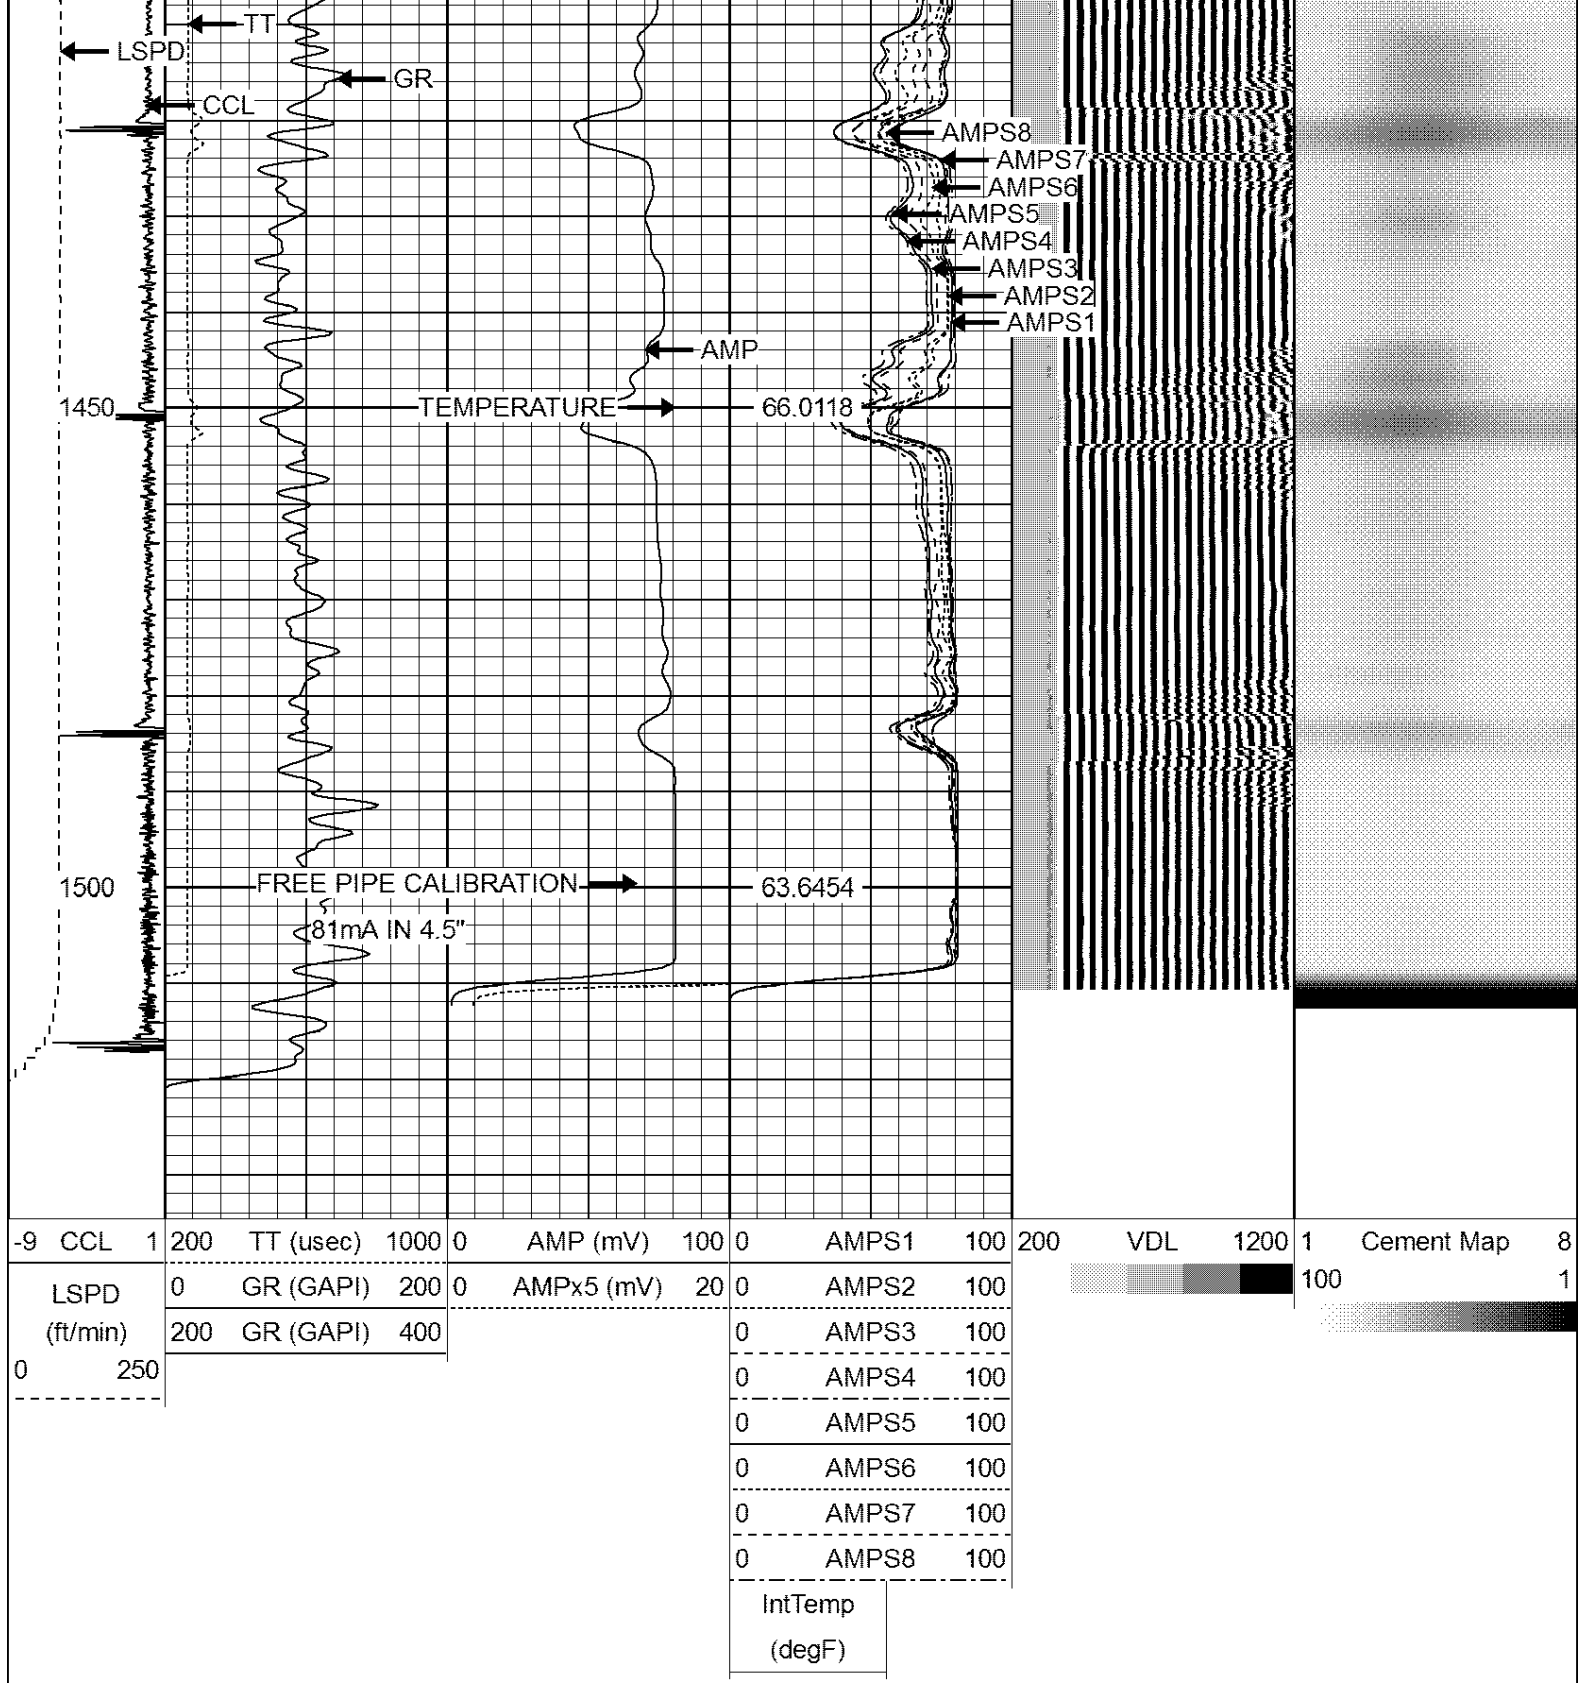 TT
LSPD
GR
CCL
AMPS8
AMPS7
AMPS6
AMPS5
AMPS4
AMPS3
AMPS2
AMPS1
AMP
1450 TEMPERATURE 66.0118
1500 FREE PIPE CALIBRATION 63.6454
81mA IN 4.5"
-9 CCL 1 200 TT (usec) 1000 0 AMP (mV) 100 0 AMPS1 100 200 VDL 1200 1 Cement Map 8
LSPD 0 GR (GAPI) 200 0 AMPx5 (mV) 20 0 AMPS2 100 100 1
(ft/min) 200 GR (GAPI) 400 0 AMPS3 100
0 250 0 AMPS4 100
0 AMPS5 100
0 AMPS6 100
0 AMPS7 100
0 AMPS8 100
IntTemp
(degF)